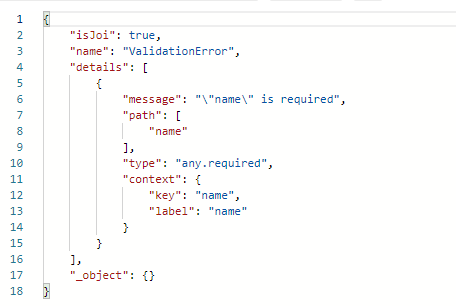 1 {
2 "isJoi": true,
3 "name": "ValidationError",
4 "details": [
5 {
6 "message": "\"name\" is required",
7 "path": [
8 "name"
9 ],
10 "type": "any.required",
11 "context": {
12 "key": "name",
13 "label": "name"
14 }
15 }
16 ],
17 "_object": {}
18 }